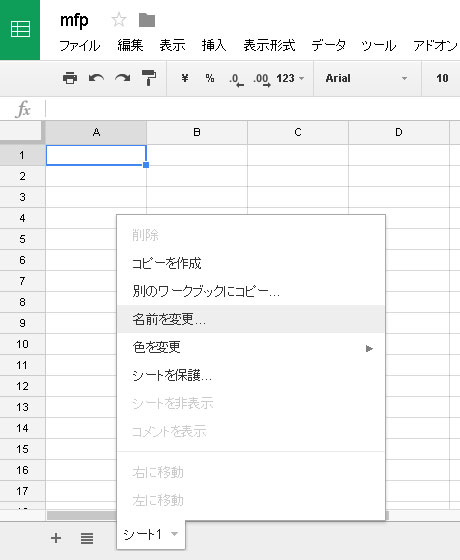 mfp
ファイル 編集 表示 挿入 表示形式 データ ツール アドオン
¥ % .0 .00 123 Arial 10
fx
A B C D
1
2
3
4
5
6
7
8
9
10
11
12
13
14
15
16
17
削除
コピーを作成
別のワークブックにコピー...
名前を変更...
色を変更
シートを保護...
シートを非表示
コメントを表示
右に移動
左に移動
シート1